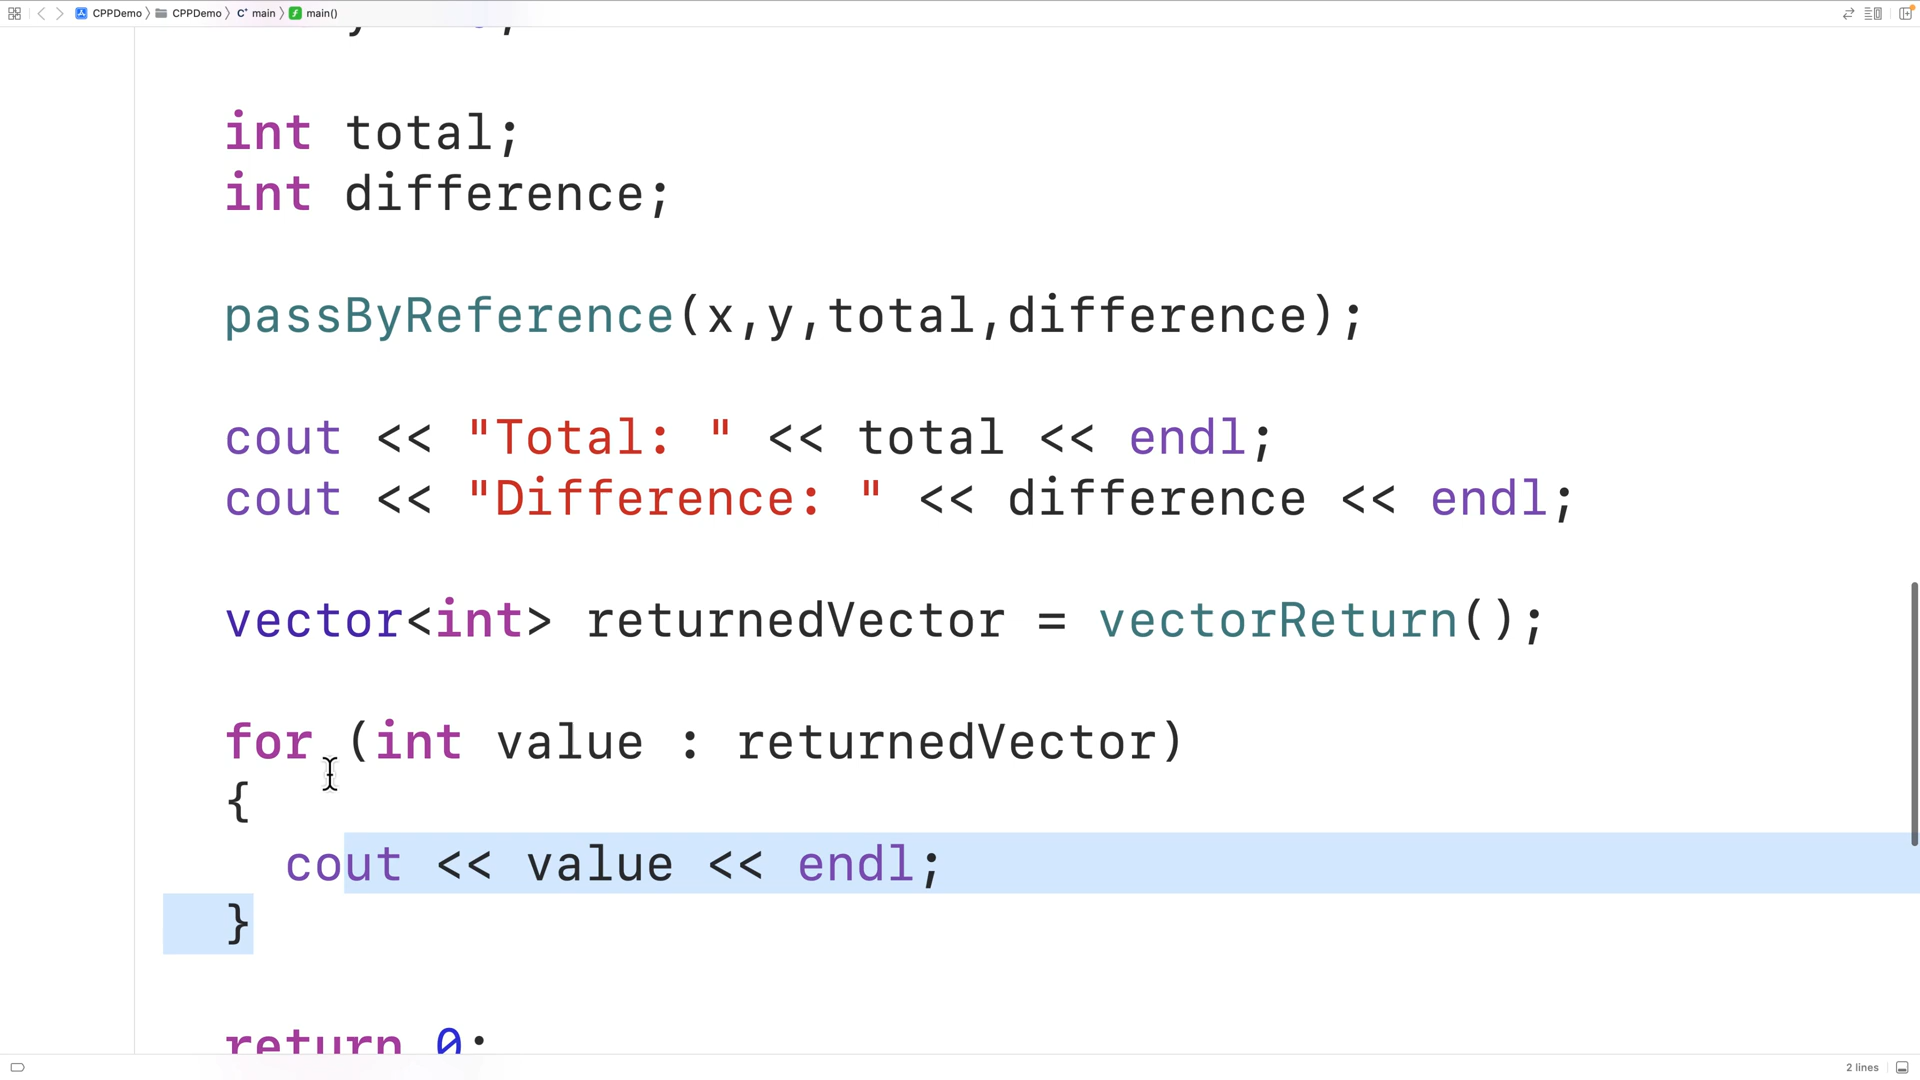 CPPDemo CPPDemo C+ main f main()
int total;
int difference;
passByReference(x,y,total,difference);
cout << "Total: " << total << endl;
cout << "Difference: " << difference << endl;
vector<int> returnedVector = vectorReturn();
for (int value : returnedVector)
{
cout << value << endl;
}
return 0;
2 lines